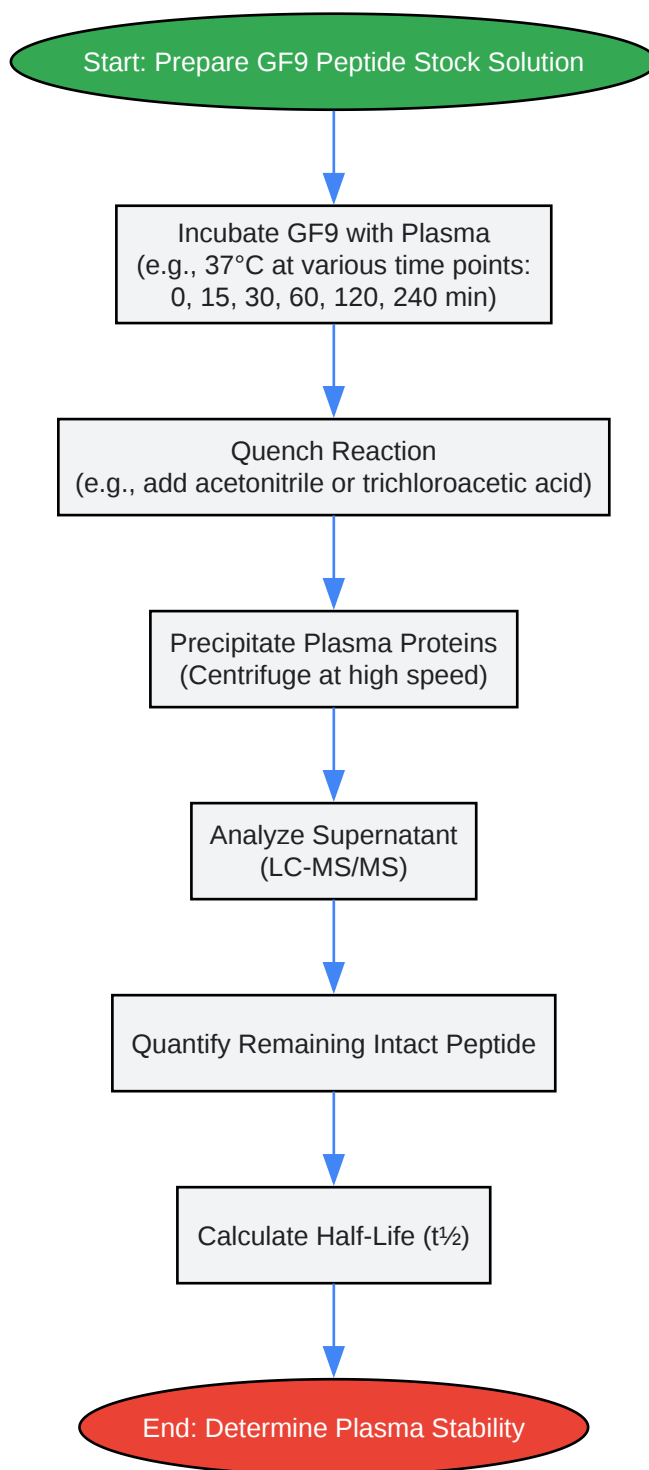 Start: Prepare GF9 Peptide Stock Solution
Incubate GF9 with Plasma
(e.g., 37°C at various time points:
0, 15, 30, 60, 120, 240 min)
Quench Reaction
(e.g., add acetonitrile or trichloroacetic acid)
Precipitate Plasma Proteins
(Centrifuge at high speed)
Analyze Supernatant
(LC-MS/MS)
Quantify Remaining Intact Peptide
Calculate Half-Life (t½)
End: Determine Plasma Stability